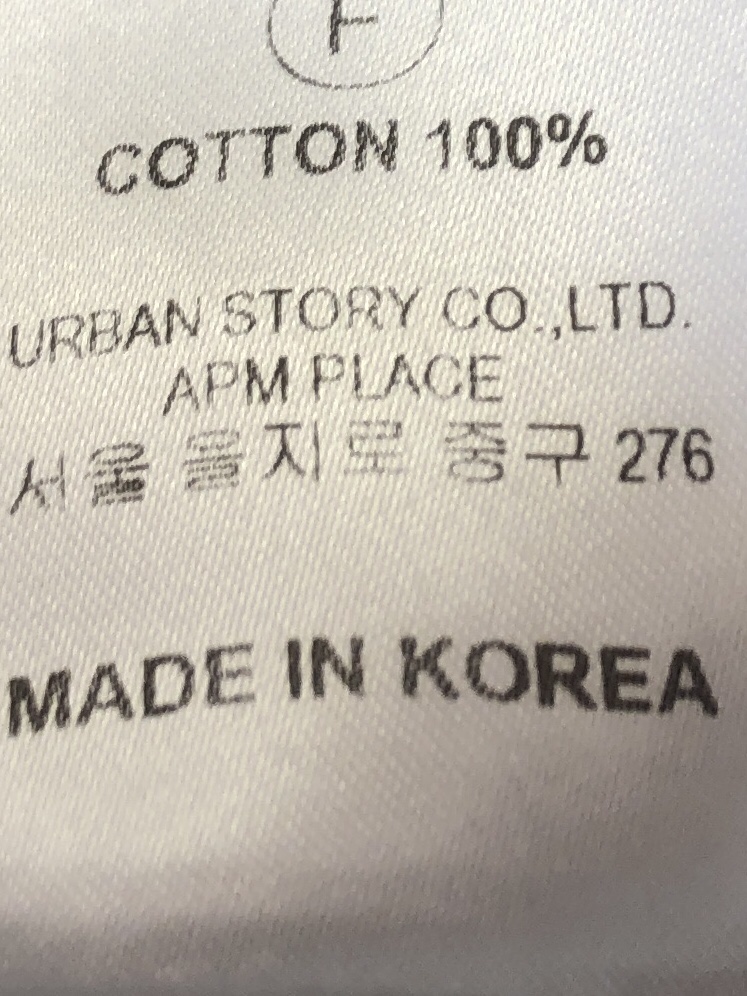 F
COTTON 100%
URBAN STORY CO.,LTD.
APM PLACE
서울 을지로 중구 276
MADE IN KOREA